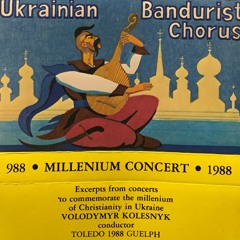 Ukrainian Bandurist
Chorus
988 • MILLENIUM CONCERT • 1988
Excerpts from concerts
to commemorate the millenium
of Christianity in Ukraine
VOLODYMYR KOLESNYK
conductor
TOLEDO 1988 GUELPH